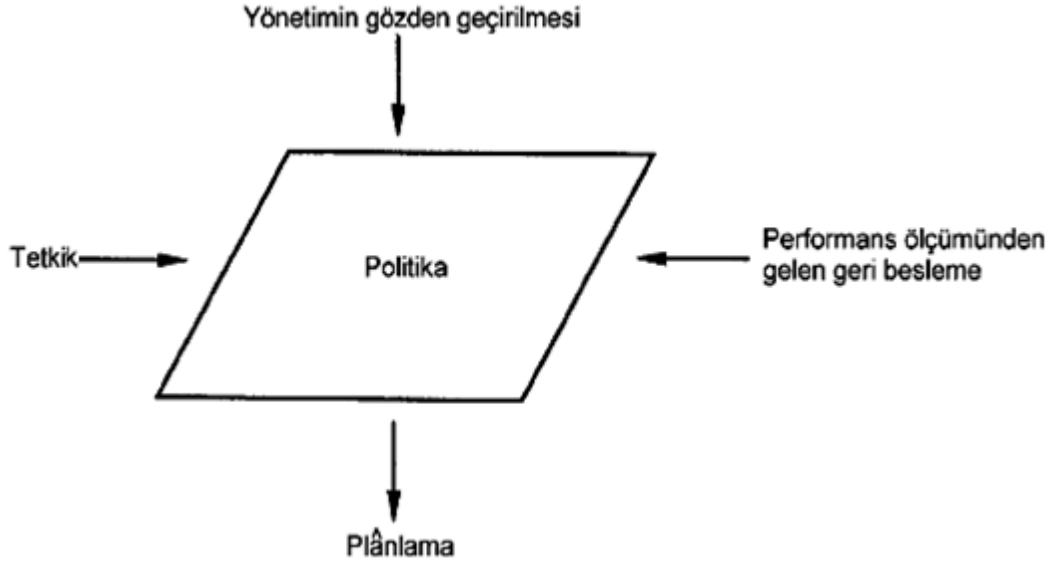 Yönetimin gözden geçirilmesi
Tetkik
Politika
Performans ölçümünden
gelen geri besleme
Plânlama